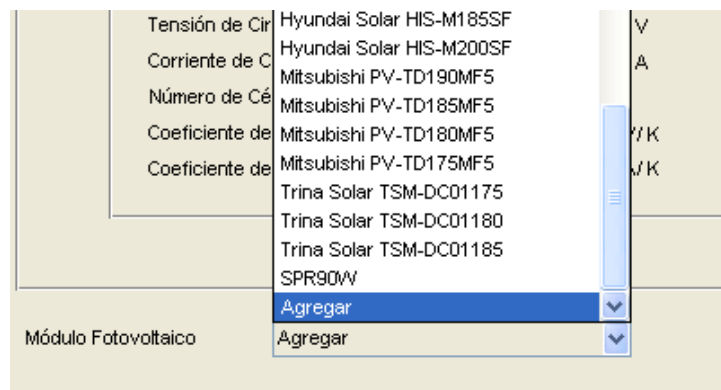 Tensión de Cir Hyundai Solar HIS-M185SF V
Hyundai Solar HIS-M200SF
Corriente de C A
Mitsubishi PV-TD190MF5
Número de Cé Mitsubishi PV-TD185MF5
Coeficiente de Mitsubishi PV-TD180MF5 V/K
Coeficiente de Mitsubishi PV-TD175MF5 A/K
Trina Solar TSM-DC01175
Trina Solar TSM-DC01180
Trina Solar TSM-DC01185
SPR90W
Agregar
Módulo Fotovoltaico Agregar